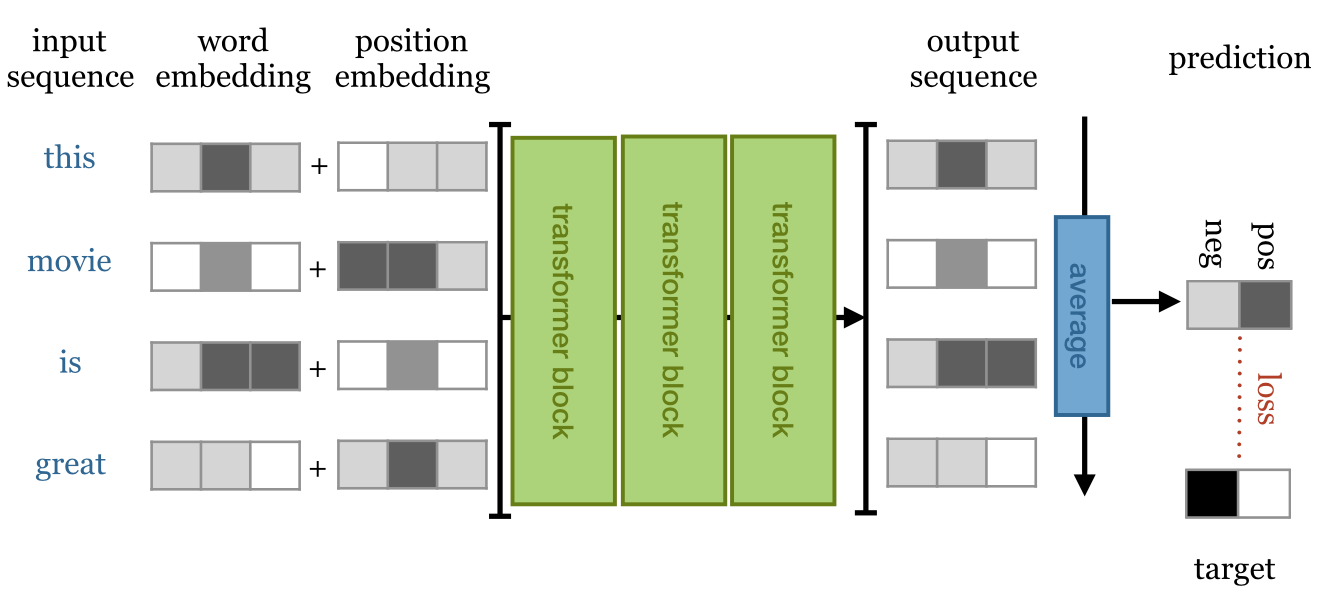 input
sequence
word
embedding
position
embedding
output
sequence
prediction
this
+
movie
+
is
+
great
+
transformer block
transformer block
transformer block
average
neg
pos
loss
target